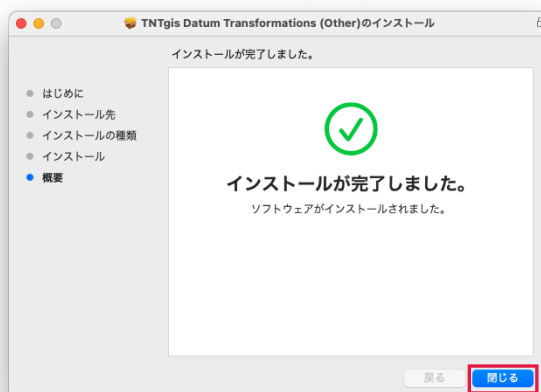 TNTgis Datum Transformations (Other)のインストール
インストールが完了しました。
はじめに
インストール先
インストールの種類
インストール
概要
インストールが完了しました。
ソフトウェアがインストールされました。
戻る
閉じる